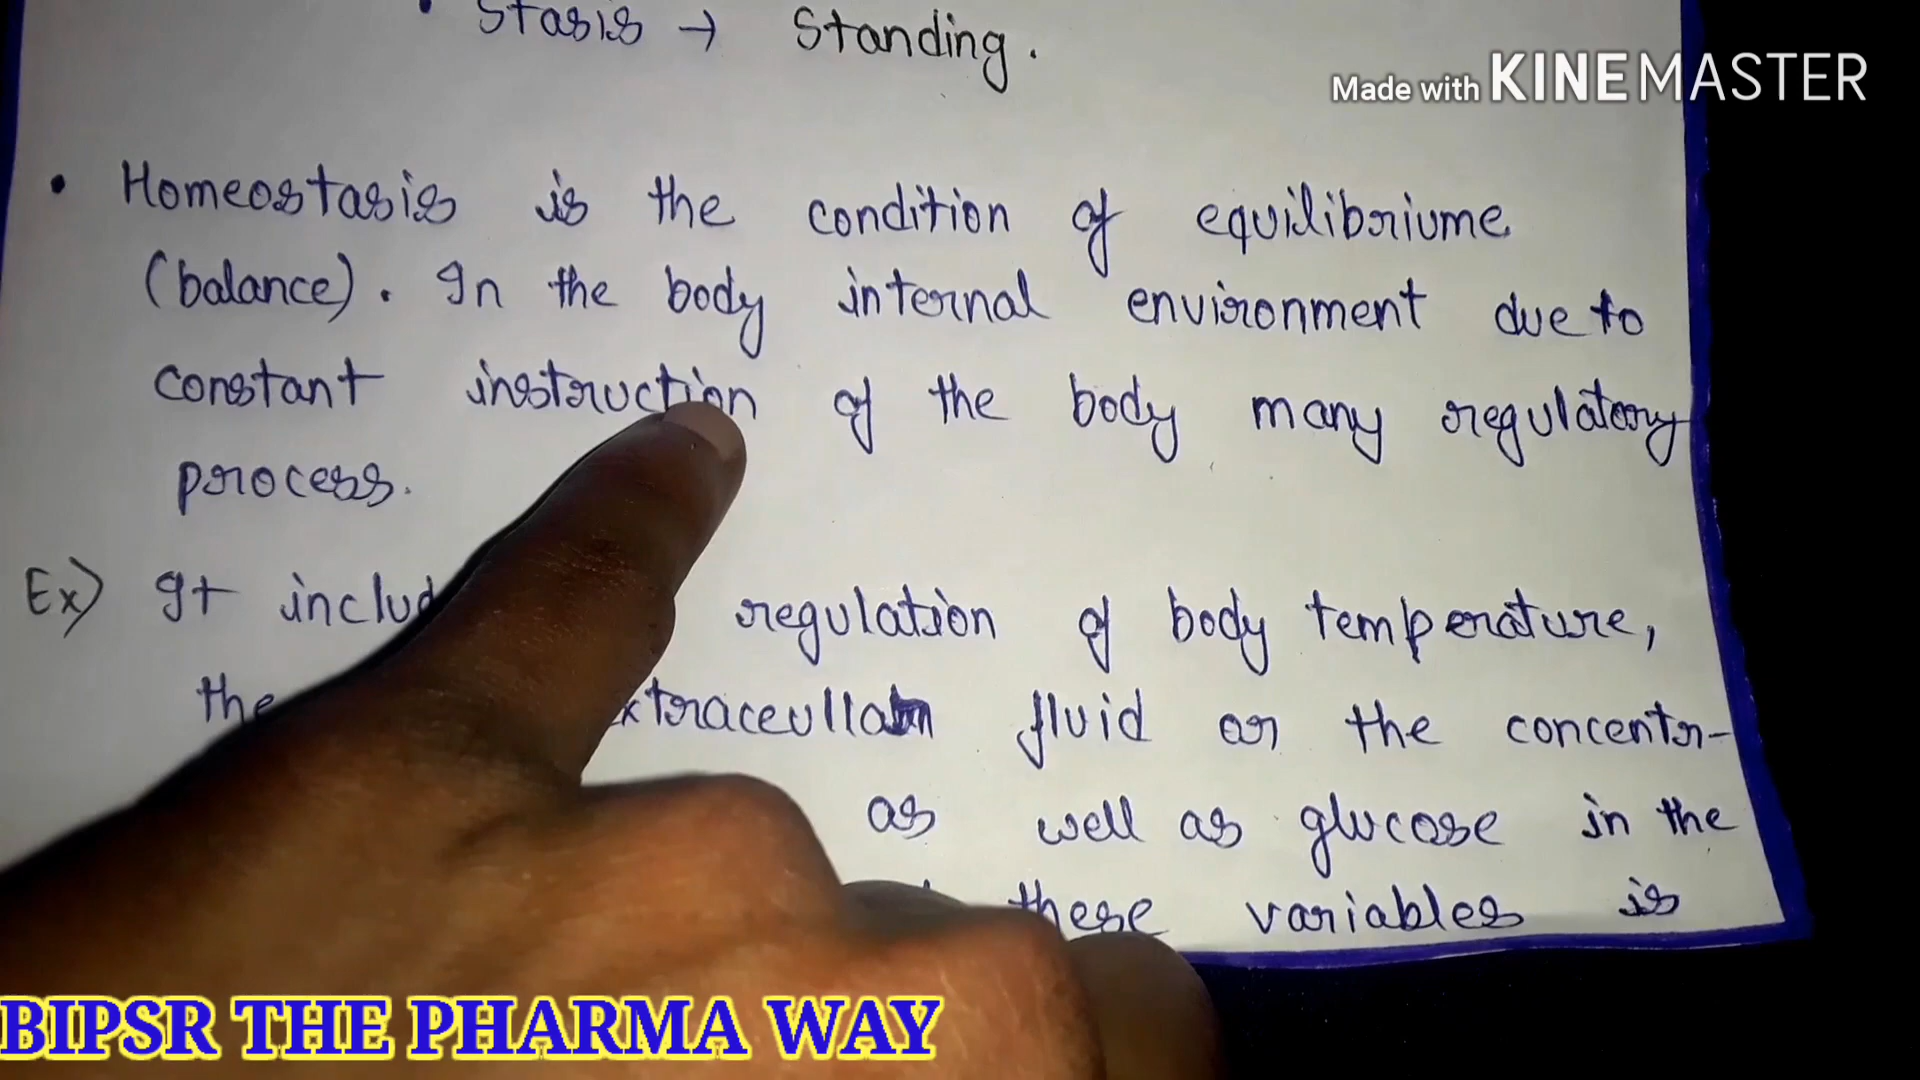 • Stasis → Standing.
Made with KINEMASTER
• Homeostasis is the condition of equilibriume
(balance). In the body internal environment due to
constant instruction of the body many regulatory
process.
Ex) It includ regulation of body temperature,
the extraceullar fluid or the concentr-
as well as glucose in the
these variables is
BIPSR THE PHARMA WAY